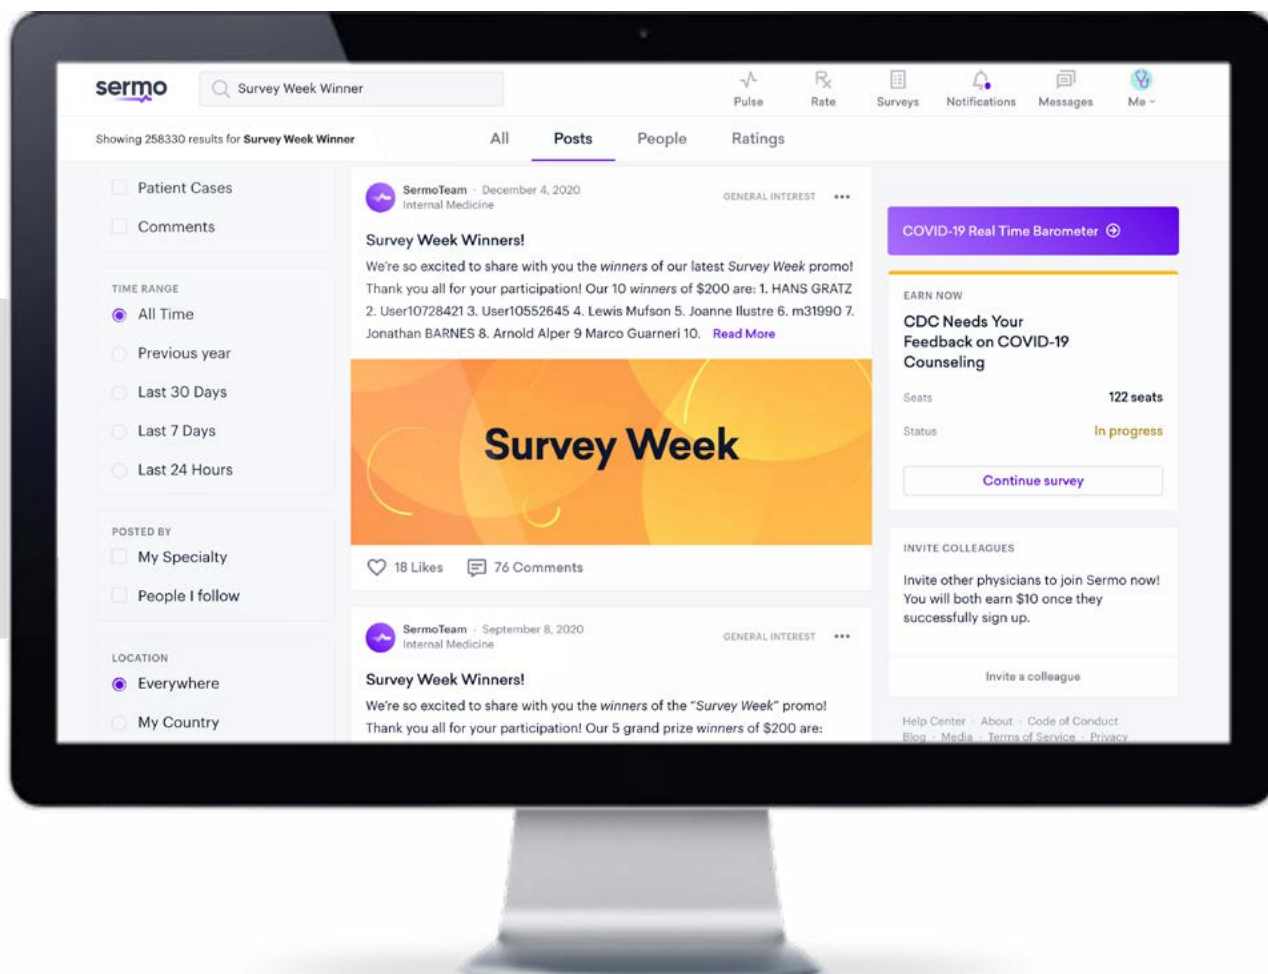 sermo
Survey Week Winner
Pulse
Rate
Surveys
Notifications
Messages
Me
Showing 258330 results for Survey Week Winner
All
Posts
People
Ratings
Patient Cases
Comments
TIME RANGE
All Time
Previous year
Last 30 Days
Last 7 Days
Last 24 Hours
POSTED BY
My Specialty
People I follow
LOCATION
Everywhere
My Country
SermoTeam · December 4, 2020
Internal Medicine
GENERAL INTEREST
Survey Week Winners!
We're so excited to share with you the winners of our latest Survey Week promo!
Thank you all for your participation! Our 10 winners of $200 are: 1. HANS GRATZ
2. User10728421 3. User10552645 4. Lewis Mufson 5. Joanne Ilustre 6. m31990 7.
Jonathan BARNES 8. Arnold Alper 9 Marco Guarneri 10. Read More
Survey Week
18 Likes
76 Comments
SermoTeam · September 8, 2020
Internal Medicine
GENERAL INTEREST
Survey Week Winners!
We're so excited to share with you the winners of the "Survey Week" promo!
Thank you all for your participation! Our 5 grand prize winners of $200 are:
COVID-19 Real Time Barometer
EARN NOW
CDC Needs Your
Feedback on COVID-19
Counseling
Seats 122 seats
Status In progress
Continue survey
INVITE COLLEAGUES
Invite other physicians to join Sermo now!
You will both earn $10 once they
successfully sign up.
Invite a colleague
Help Center · About · Code of Conduct
Blog · Media · Terms of Service · Privacy